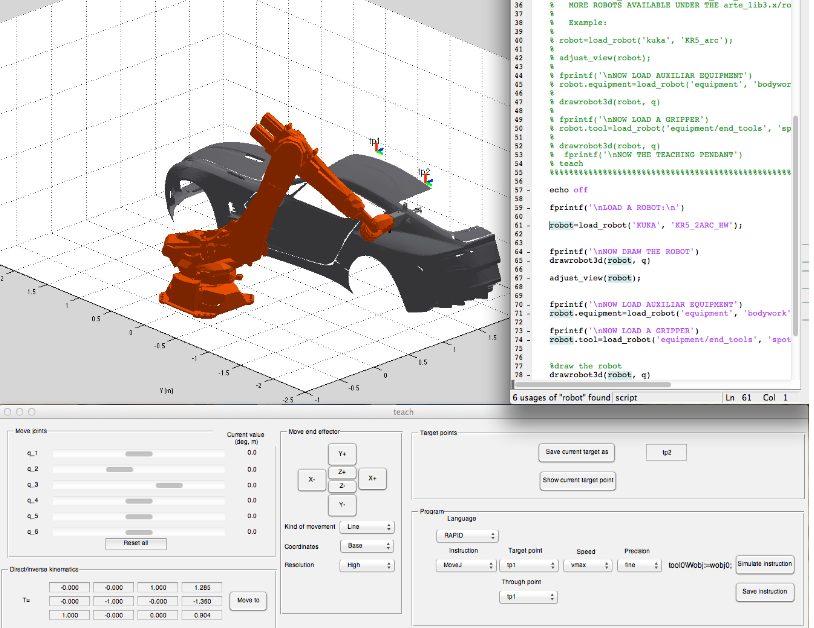 36 % MORE ROBOTS AVAILABLE UNDER THE arte_lib3.x/ro
37 %
38 % Example:
39 %
40 % robot=load_robot('kuka', 'KR5_arc');
41 %
42 % adjust_view(robot);
43 %
44 % fprintf('\nNOW LOAD AUXILIAR EQUIPMENT')
45 % robot.equipment=load_robot('equipment', 'bodywor
46 %
47 % drawrobot3d(robot, q)
48 %
49 % fprintf('\nNOW LOAD A GRIPPER')
50 % robot.tool=load_robot('equipment/end_tools', 'sp
51 %
52 % drawrobot3d(robot, q)
53 % fprintf('\nNOW THE TEACHING PENDANT')
54 % teach
55 %%%%%%%%%%%%%%%%%%%%%%%%%%%%%%%%%%%%%%%%%%%%%%%%%%
56
57 - echo off
58
59 - fprintf('\nLOAD A ROBOT:\n')
60
61 - robot=load_robot('KUKA', 'KR5_2ARC_HW');
62
63
64 - fprintf('\nNOW DRAW THE ROBOT')
65 - drawrobot3d(robot, q)
66
67 - adjust_view(robot);
68
69
70 - fprintf('\nNOW LOAD AUXILIAR EQUIPMENT')
71 - robot.equipment=load_robot('equipment', 'bodywork'
72
73 - fprintf('\nNOW LOAD A GRIPPER')
74 - robot.tool=load_robot('equipment/end_tools', 'spot
75
76
77 %draw the robot
78 - drawrobot3d(robot, q)
6 usages of "robot" found script Ln 61 Col 1
tp1
tp2
2
1.5
1
0.5
0
-0.5
-1
-1.5
-2
-2.5
Y (m)
-1
-0.5
0
0.5
1
1.5
teach
Move joints
Current value
(deg, m)
q_1 0.0
q_2 0.0
q_3 0.0
q_4 0.0
q_5 0.0
q_6 0.0
Reset all
Direct/Inverse kinematics
-0.000 -0.000 1.000 1.285
T= -0.000 -1.000 -0.000 -1.360 Move to
1.000 -0.000 0.000 0.904
Move end effector
Y+
X- Z+ X+
Z-
Y-
Kind of movement Line
Coordinates Base
Resolution High
Target points
Save current target as tp2
Show current target point
Program
Language
RAPID
Instruction Target point Speed Precision
MoveJ tp1 vmax fine tool0\Wobj:=wobj0; Simulate instruction
Through point
tp1
Save instruction